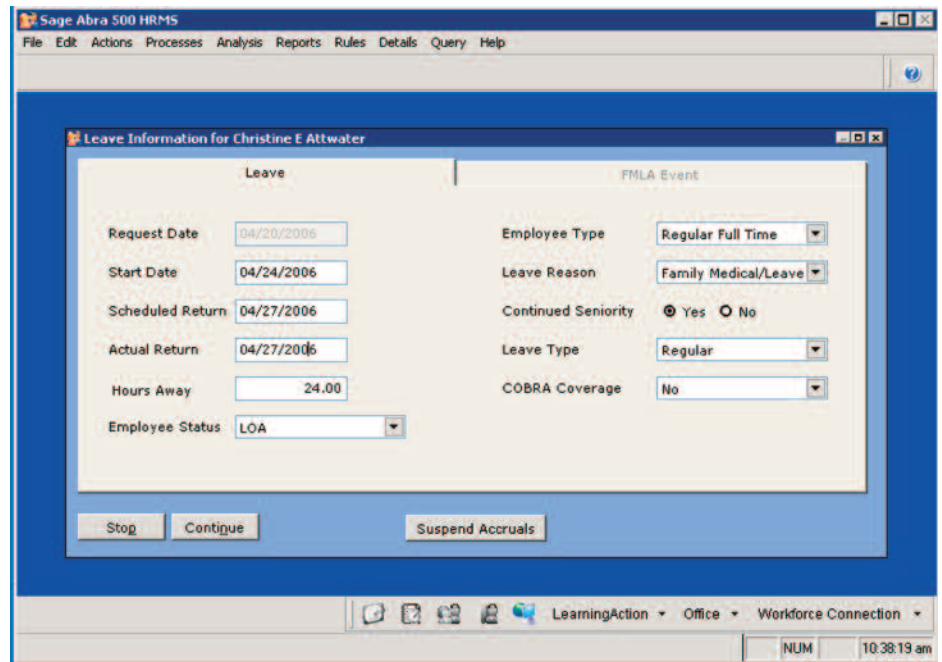 Sage Abra 500 HRMS
File Edit Actions Processes Analysis Reports Rules Details Query Help
Leave Information for Christine E Attwater
Leave
FMLA Event
Request Date 04/20/2006
Employee Type Regular Full Time
Start Date 04/24/2006
Leave Reason Family Medical/Leave
Scheduled Return 04/27/2006
Continued Seniority Yes No
Actual Return 04/27/2006
Leave Type Regular
Hours Away 24.00
COBRA Coverage No
Employee Status LOA
Stop Continue Suspend Accruals
LearningAction Office Workforce Connection
NUM 10:38:19 am